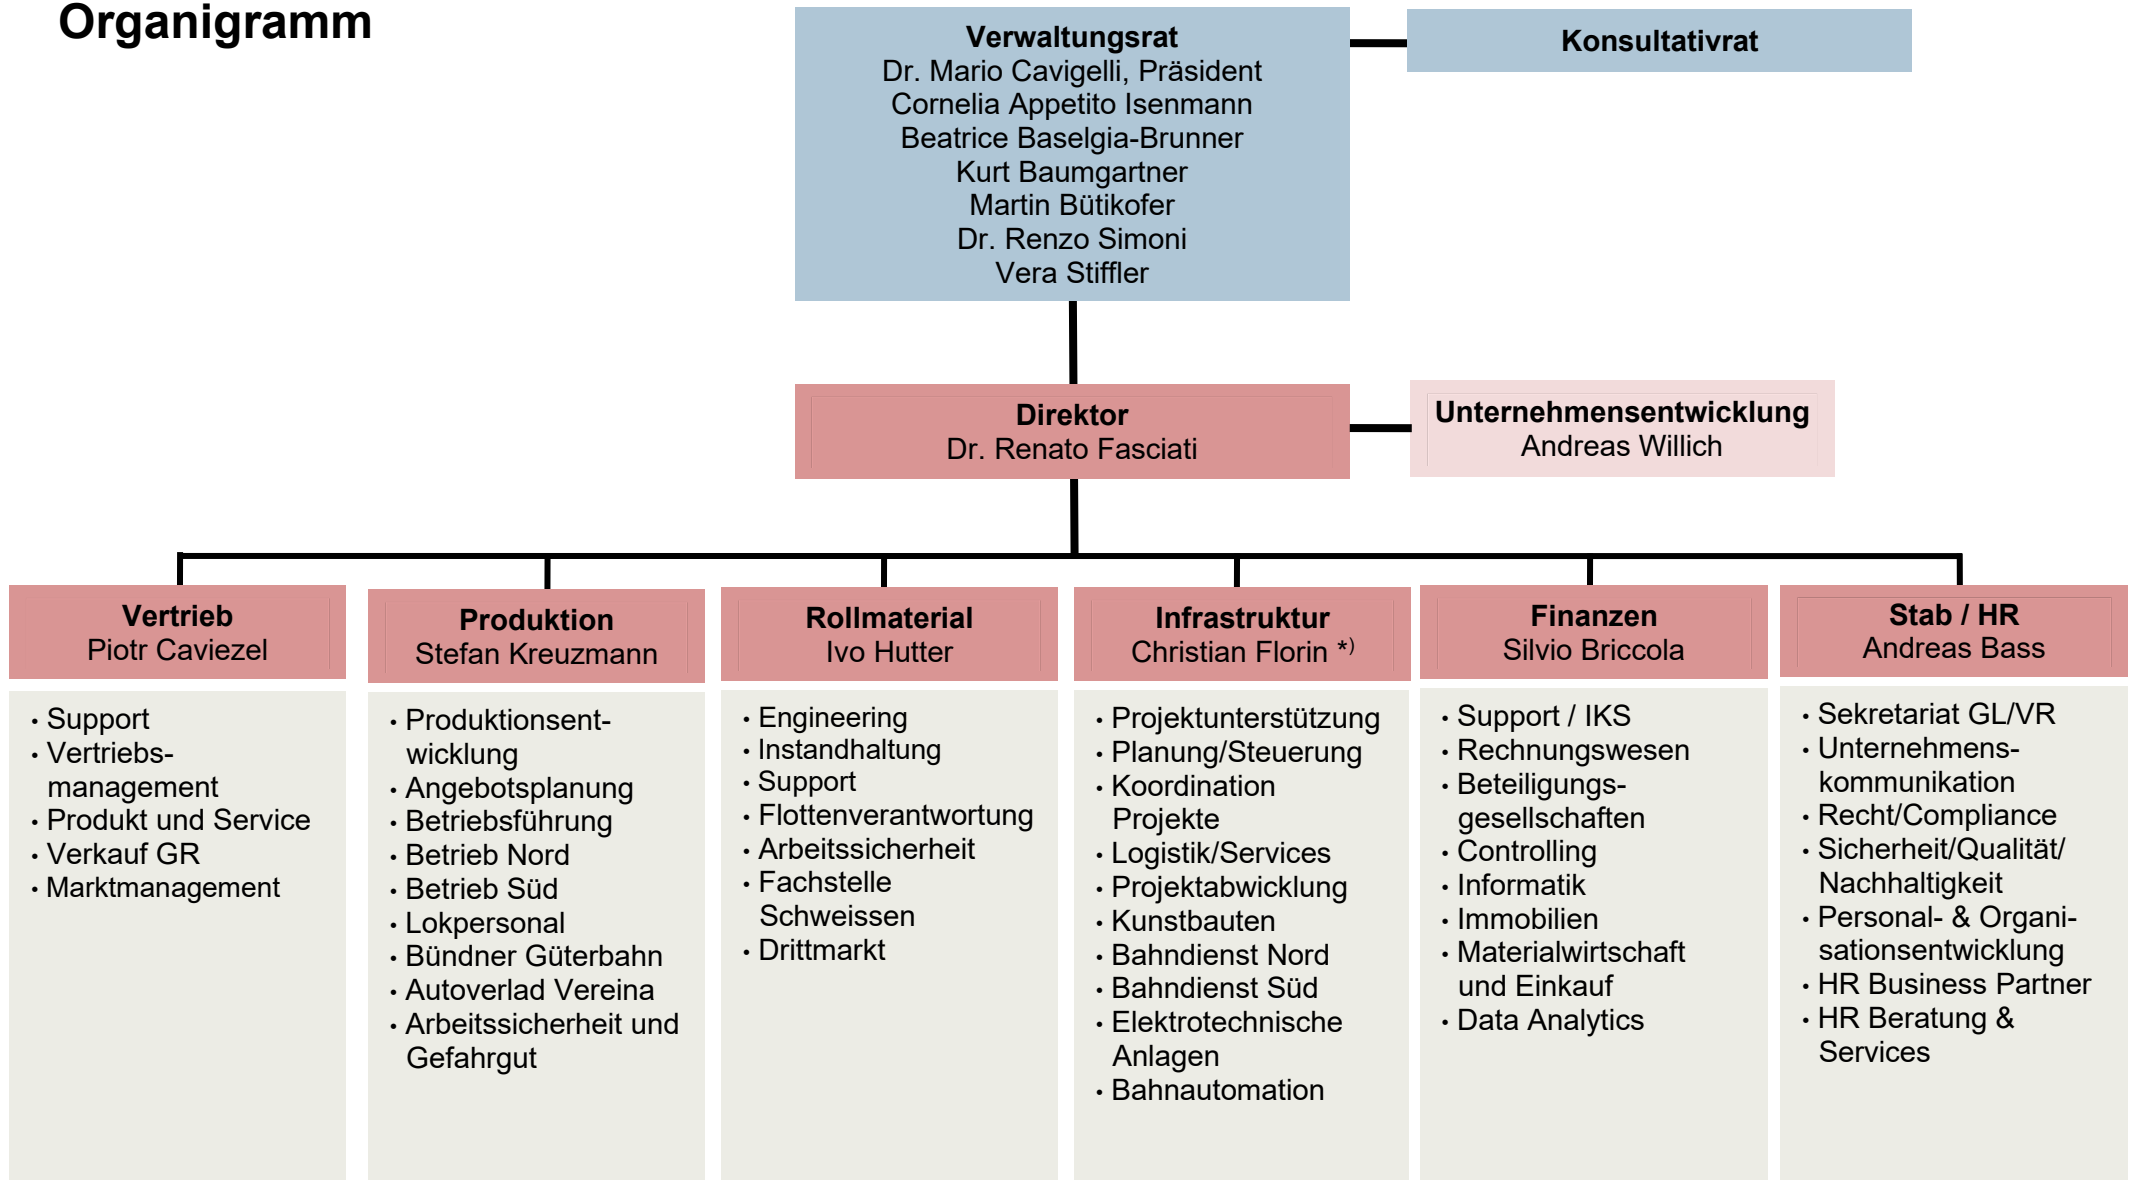 Organigramm
Verwaltungsrat
Dr. Mario Cavigelli, Präsident
Cornelia Appetito Isenmann
Beatrice Baselgia-Brunner
Kurt Baumgartner
Martin Bütikofer
Dr. Renzo Simoni
Vera Stiffler
Konsultativrat
Direktor
Dr. Renato Fasciati
Unternehmensentwicklung
Andreas Willich
Vertrieb
Piotr Caviezel
• Support
• Vertriebs-
management
• Produkt und Service
• Verkauf GR
• Marktmanagement
Produktion
Stefan Kreuzmann
• Produktionsent-
wicklung
• Angebotsplanung
• Betriebsführung
• Betrieb Nord
• Betrieb Süd
• Lokpersonal
• Bündner Güterbahn
• Autoverlad Vereina
• Arbeitssicherheit und
Gefahrgut
Rollmaterial
Ivo Hutter
• Engineering
• Instandhaltung
• Support
• Flottenverantwortung
• Arbeitssicherheit
• Fachstelle
Schweissen
• Drittmarkt
Infrastruktur
Christian Florin *)
• Projektunterstützung
• Planung/Steuerung
• Koordination
Projekte
• Logistik/Services
• Projektabwicklung
• Kunstbauten
• Bahndienst Nord
• Bahndienst Süd
• Elektrotechnische
Anlagen
• Bahnautomation
Finanzen
Silvio Briccola
• Support / IKS
• Rechnungswesen
• Beteiligungs-
gesellschaften
• Controlling
• Informatik
• Immobilien
• Materialwirtschaft
und Einkauf
• Data Analytics
Stab / HR
Andreas Bass
• Sekretariat GL/VR
• Unternehmens-
kommunikation
• Recht/Compliance
• Sicherheit/Qualität/
Nachhaltigkeit
• Personal- & Organi-
sationsentwicklung
• HR Business Partner
• HR Beratung &
Services